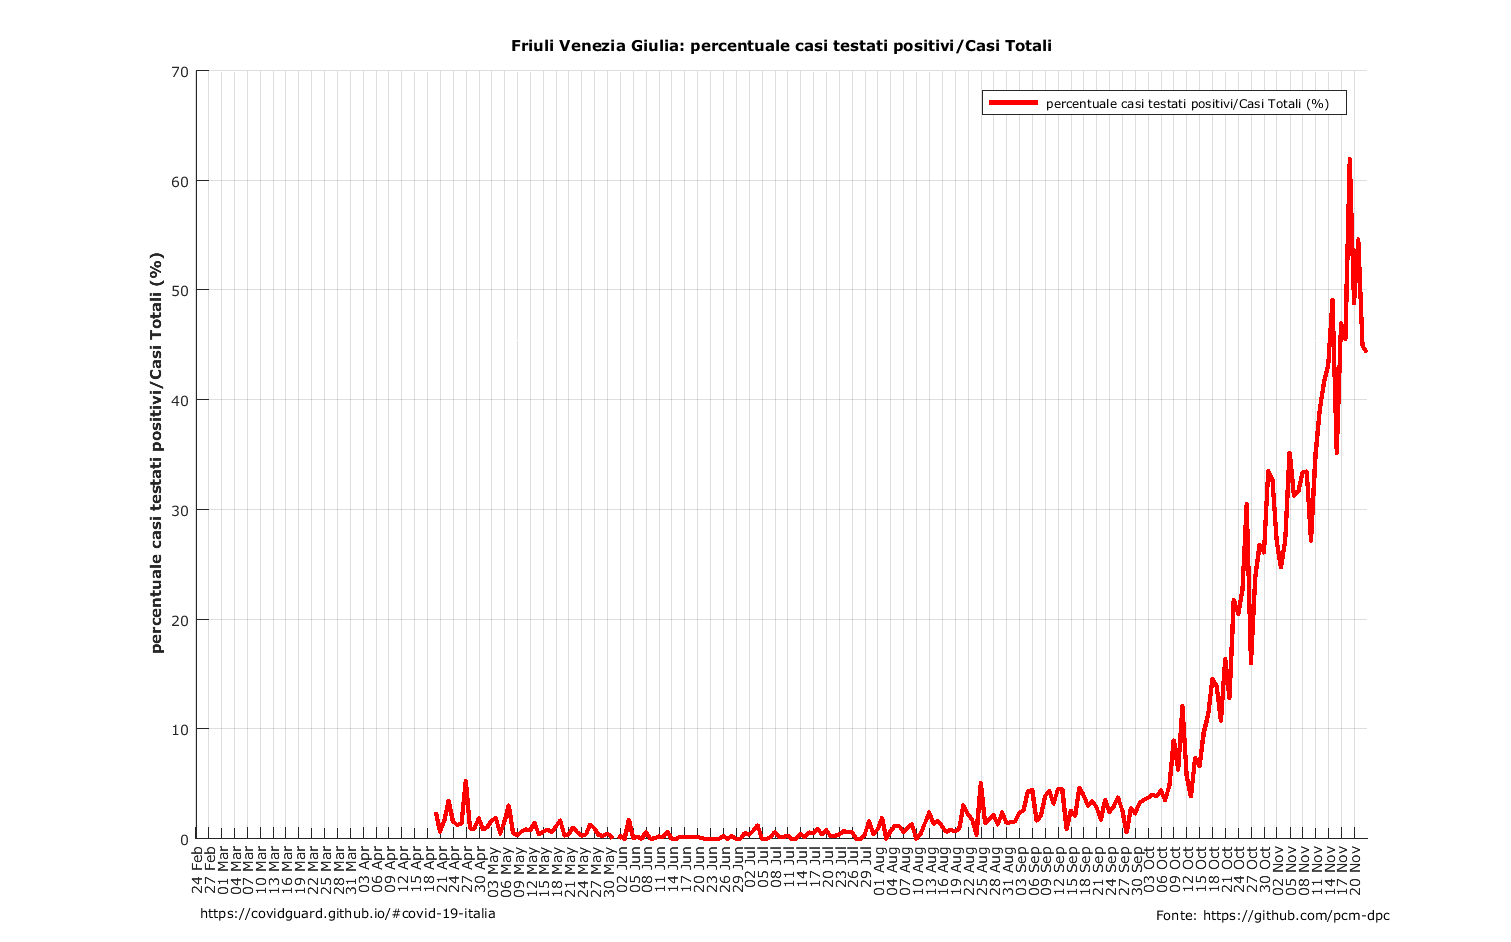 Friuli Venezia Giulia: percentuale casi testati positivi/Casi Totali
percentuale casi testati positivi/Casi Totali (%)
percentuale casi testati positivi/Casi Totali (%)
70
60
50
40
30
20
10
0
24 Feb
27 Feb
01 Mar
04 Mar
07 Mar
10 Mar
13 Mar
16 Mar
19 Mar
22 Mar
25 Mar
28 Mar
31 Mar
03 Apr
06 Apr
09 Apr
12 Apr
15 Apr
18 Apr
21 Apr
24 Apr
27 Apr
30 Apr
03 May
06 May
09 May
12 May
15 May
18 May
21 May
24 May
27 May
30 May
02 Jun
05 Jun
08 Jun
11 Jun
14 Jun
17 Jun
20 Jun
23 Jun
26 Jun
29 Jun
02 Jul
05 Jul
08 Jul
11 Jul
14 Jul
17 Jul
20 Jul
23 Jul
26 Jul
29 Jul
01 Aug
04 Aug
07 Aug
10 Aug
13 Aug
16 Aug
19 Aug
22 Aug
25 Aug
28 Aug
31 Aug
03 Sep
06 Sep
09 Sep
12 Sep
15 Sep
18 Sep
21 Sep
24 Sep
27 Sep
30 Sep
03 Oct
06 Oct
09 Oct
12 Oct
15 Oct
18 Oct
21 Oct
24 Oct
27 Oct
30 Oct
02 Nov
05 Nov
08 Nov
11 Nov
14 Nov
17 Nov
20 Nov
https://covidguard.github.io/#covid-19-italia
Fonte: https://github.com/pcm-dpc